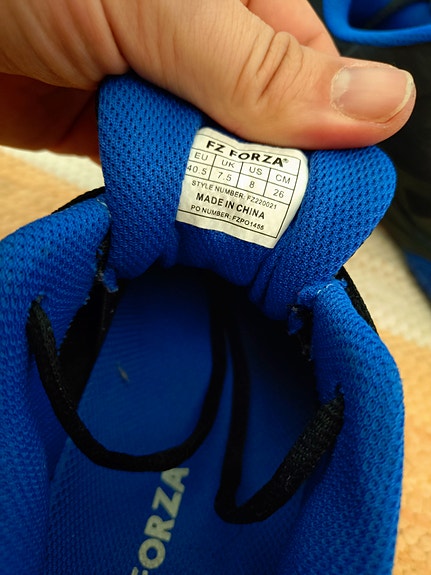 FZ FORZA®
EU UK US CM
40.5 7.5 8 26
STYLE NUMBER: FZ220021
MADE IN CHINA
PO NUMBER: FZPO1456
FORZA